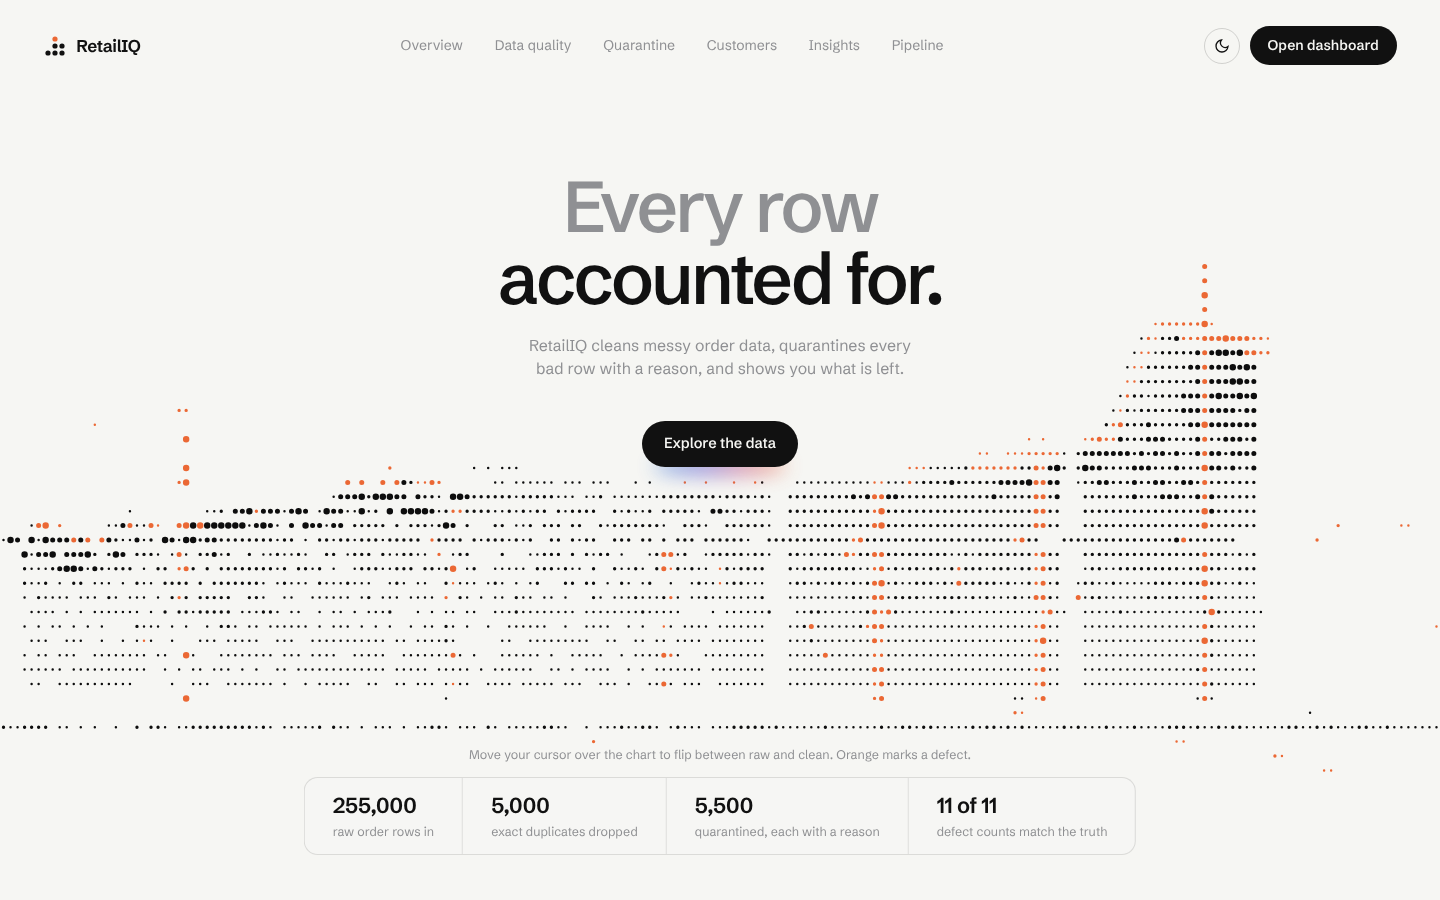 RetailIQ
Overview
Data quality
Quarantine
Customers
Insights
Pipeline
Open dashboard
Every row
accounted for.
RetailIQ cleans messy order data, quarantines every
bad row with a reason, and shows you what is left.
Explore the data
Move your cursor over the chart to flip between raw and clean. Orange marks a defect.
255,000
raw order rows in
5,000
exact duplicates dropped
5,500
quarantined, each with a reason
11 of 11
defect counts match the truth